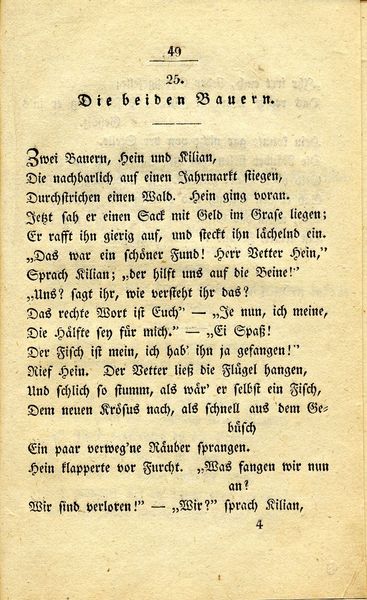 49
25.
Die beiden Bauern.
Zwei Bauern, Hein und Kilian,
Die nachbarlich auf einen Jahrmarkt stiegen,
Durchstrichen einen Wald. Hein ging voran.
Jetzt sah er einen Sack mit Geld im Grase liegen;
Er rafft ihn gierig auf, und steckt ihn lächelnd ein.
„Das war ein schöner Fund! Herr Vetter Hein,“
Sprach Kilian; „der hilft uns auf die Beine!“
„Uns? sagt ihr, wie versteht ihr das?
Das rechte Wort ist Euch“ — „Je nun, ich meine,
Die Hälfte sey für mich.“ — „Ei Spaß!
Der Fisch ist mein, ich hab' ihn ja gefangen!“
Rief Hein. Der Vetter ließ die Flügel hangen,
Und schlich so stumm, als wär' er selbst ein Fisch,
Dem neuen Krösus nach, als schnell aus dem Ge-
büsch
Ein paar verweg'ne Räuber sprangen.
Hein klapperte vor Furcht. „Was fangen wir nun
an?
Wir sind verloren!“ — „Wir?“ sprach Kilian,
4